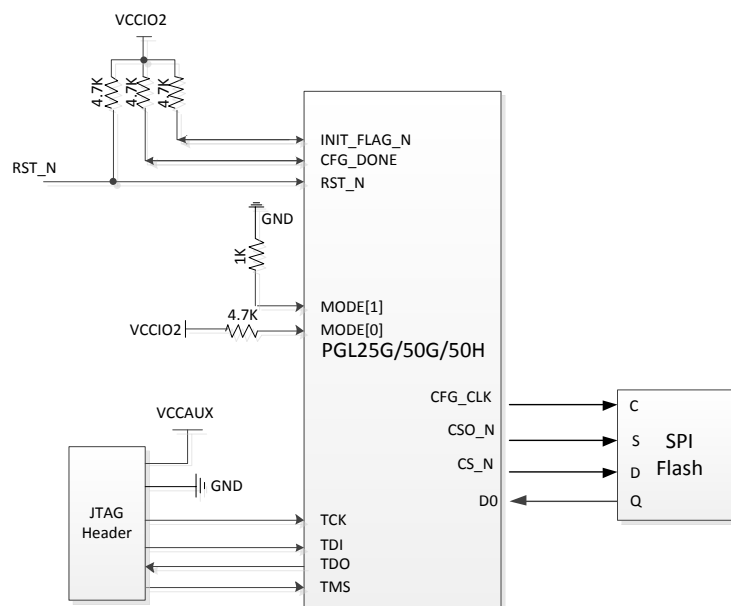 VCCIO2
4.7K
4.7K
4.7K
INIT_FLAG_N
CFG_DONE
RST_N
RST_N
GND
1K
MODE[1]
4.7K
VCCIO2
MODE[0]
PGL25G/50G/50H
CFG_CLK
C
VCCAUX
CSO_N
S
SPI
Flash
CS_N
D
GND
D0
Q
JTAG
Header
TCK
TDI
TDO
TMS